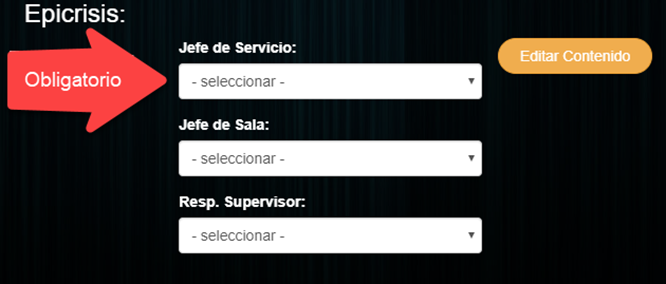 Epicrisis:
Jefe de Servicio:
Editar Contenido
Obligatorio
- seleccionar -
Jefe de Sala:
- seleccionar -
Resp. Supervisor:
- seleccionar -